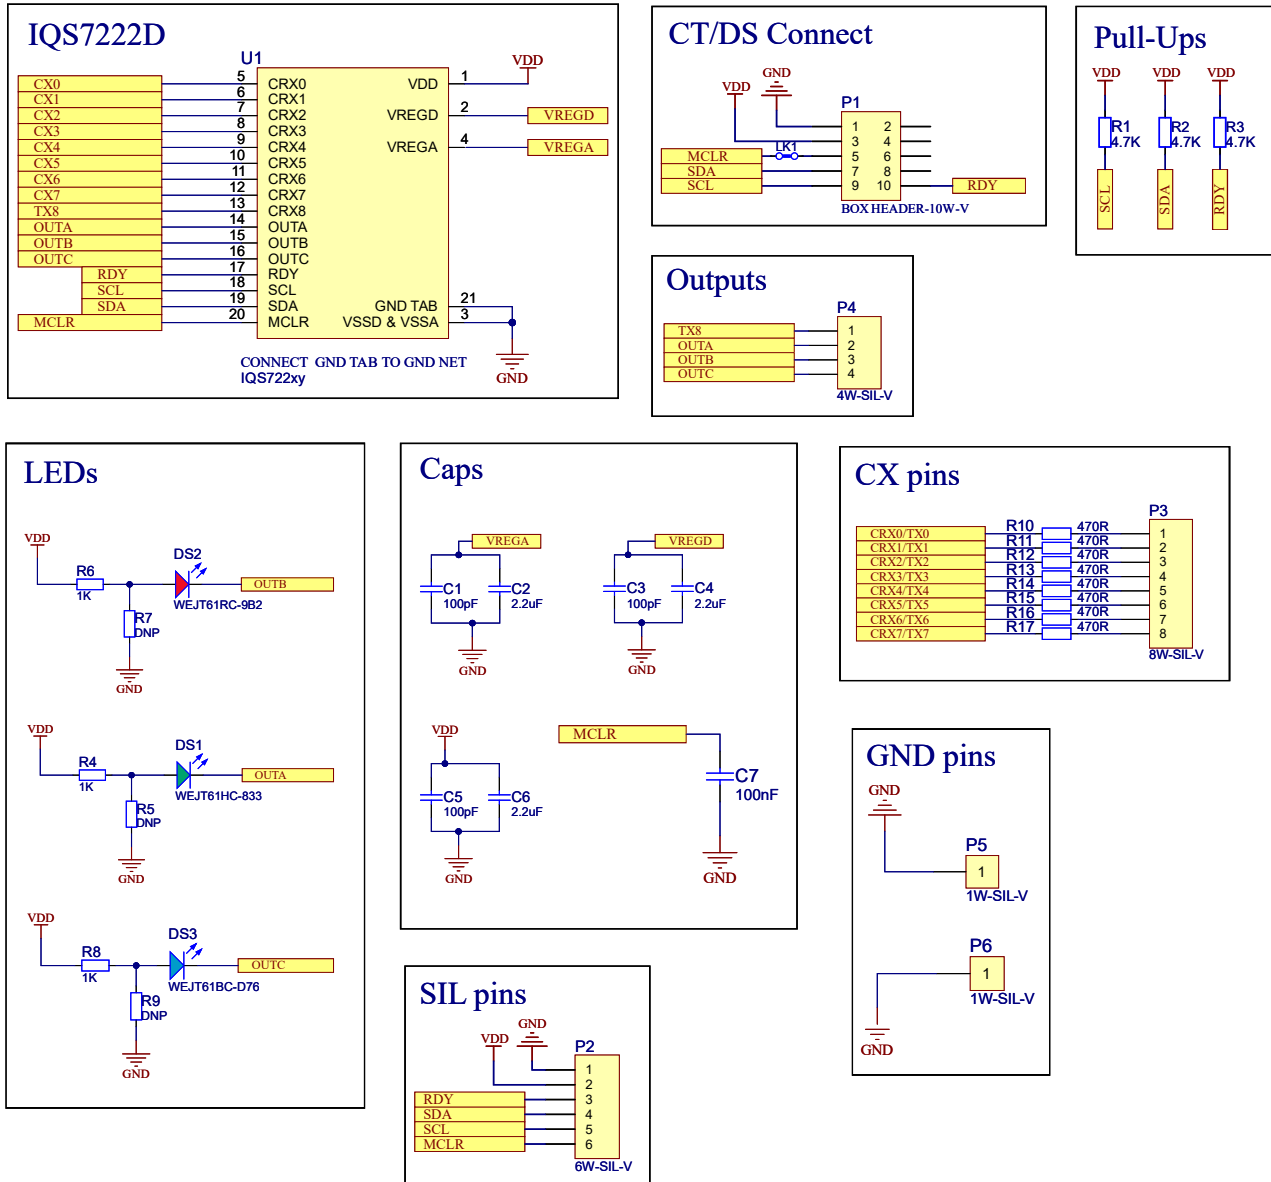 IQS7222D
U1
CX0 5 CRX0
CX1 6 CRX1
CX2 7 CRX2
CX3 8 CRX3
CX4 9 CRX4
CX5 10 CRX5
CX6 11 CRX6
CX7 12 CRX7
TX8 13 CRX8
OUTA 14 OUTA
OUTB 15 OUTB
OUTC 16 OUTC
RDY 17 RDY
SCL 18 SCL
SDA 19 SDA
MCLR 20 MCLR
VDD
VDD 1
VREGD 2 VREGD
VREGA 4 VREGA
GND TAB 21
VSSD & VSSA 3
GND
CONNECT GND TAB TO GND NET
IQS722xy
CT/DS Connect
GND
VDD
P1
1 2
3 4
MCLR LK1 5 6
SDA 7 8
SCL 9 10 RDY
BOX HEADER-10W-V
Pull-Ups
VDD VDD VDD
R1 R2 R3
4.7K 4.7K 4.7K
SCL SDA RDY
Outputs
P4
TX8 1
OUTA 2
OUTB 3
OUTC 4
4W-SIL-V
LEDs
VDD
DS2
R6
1K
OUTB
WEJT61RC-9B2
R7
DNP
GND
VDD
DS1
R4
1K
OUTA
WEJT61HC-833
R5
DNP
GND
VDD
DS3
R8
1K
OUTC
WEJT61BC-D76
R9
DNP
GND
Caps
VREGA
C1 C2
100pF 2.2uF
GND
VREGD
C3 C4
100pF 2.2uF
GND
VDD
C5 C6
100pF 2.2uF
GND
MCLR
C7
100nF
GND
CX pins
P3
CRX0/TX0 R10 470R 1
CRX1/TX1 R11 470R 2
CRX2/TX2 R12 470R 3
CRX3/TX3 R13 470R 4
CRX4/TX4 R14 470R 5
CRX5/TX5 R15 470R 6
CRX6/TX6 R16 470R 7
CRX7/TX7 R17 470R 8
8W-SIL-V
GND pins
GND
P5
1
1W-SIL-V
P6
1
1W-SIL-V
GND
SIL pins
GND
VDD
P2
1
2
RDY 3
SDA 4
SCL 5
MCLR 6
6W-SIL-V